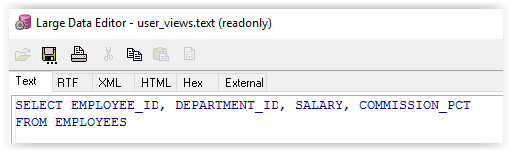 Large Data Editor - user_views.text (readonly)
Text RTF XML HTML Hex External
SELECT EMPLOYEE_ID, DEPARTMENT_ID, SALARY, COMMISSION_PCT
FROM EMPLOYEES